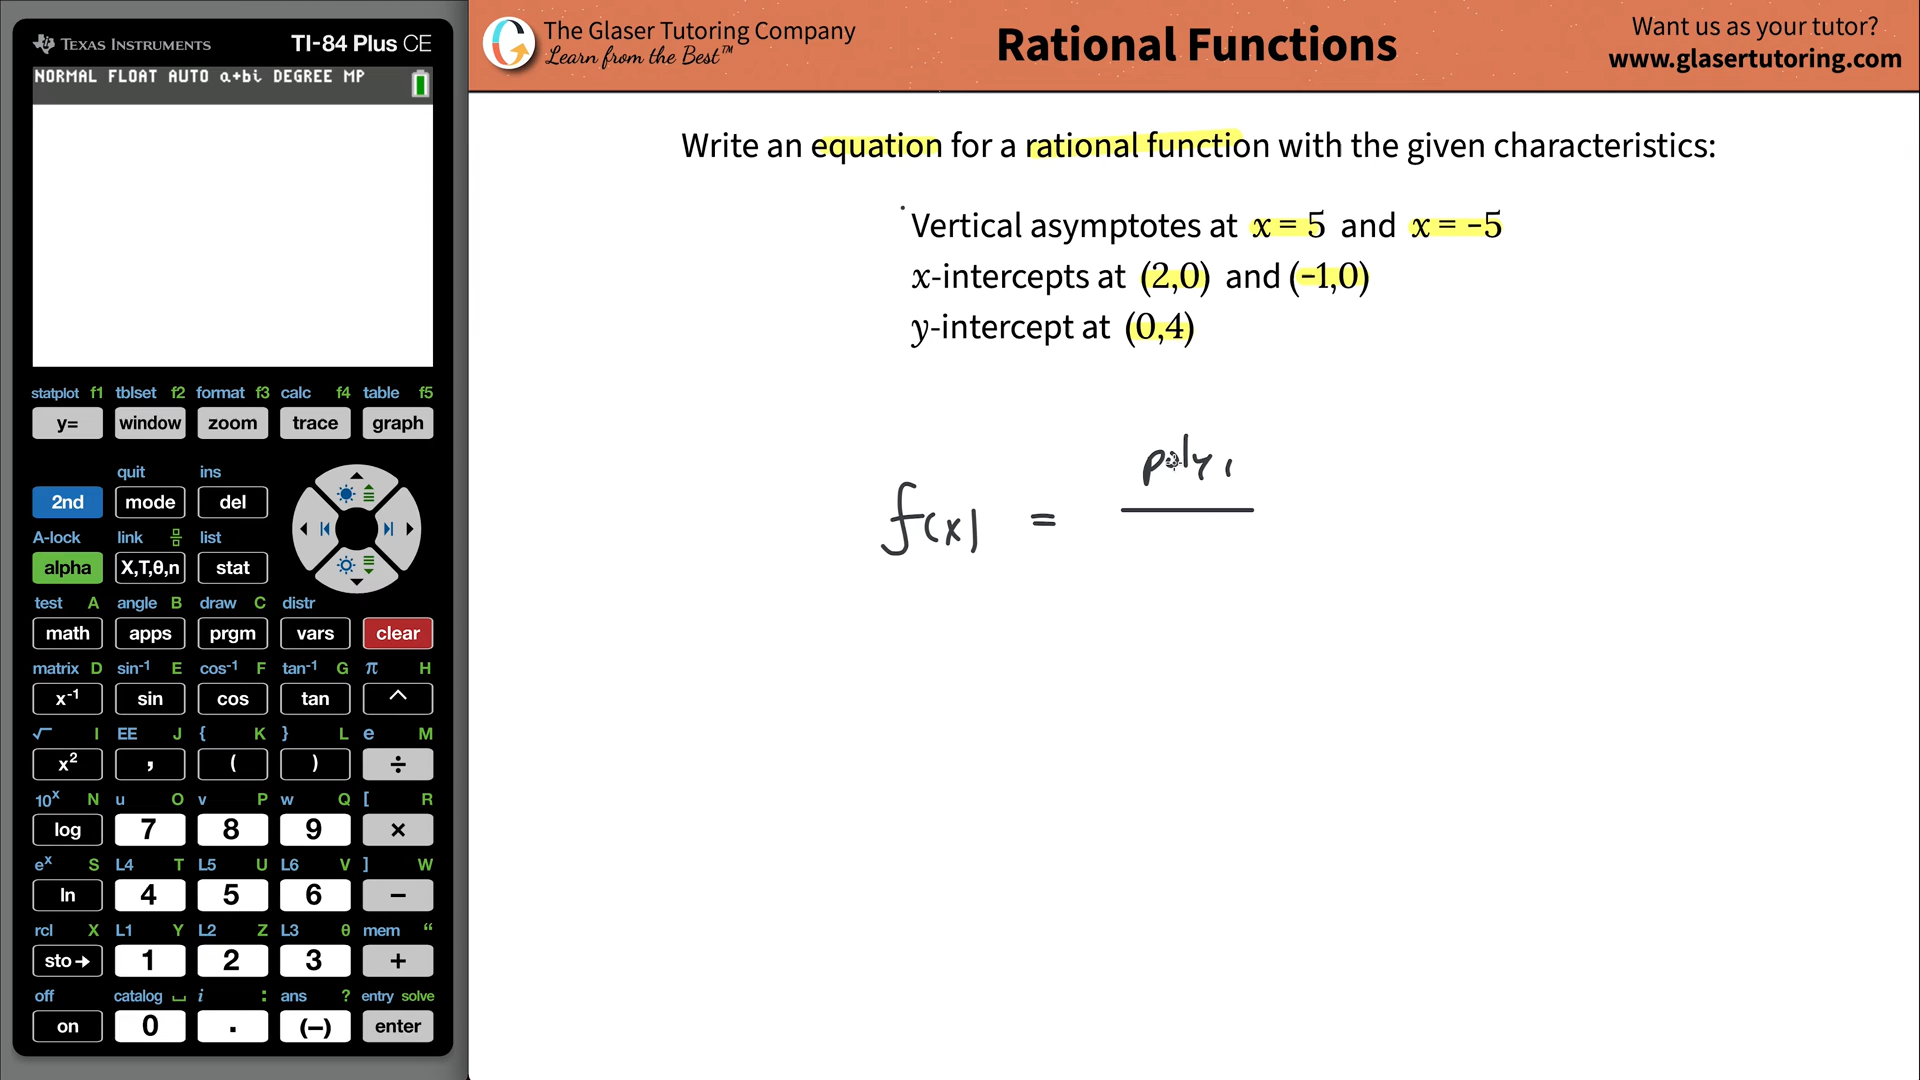 TEXAS INSTRUMENTS TI-84 Plus CE
NORMAL FLOAT AUTO a+bi DEGREE MP
statplot f1 tblset f2 format f3 calc f4 table f5
y= window zoom trace graph
quit ins
2nd mode del
A-lock link list
alpha X,T,θ,n stat
test A angle B draw C distr
math apps prgm vars clear
matrix D sin⁻¹ E cos⁻¹ F tan⁻¹ G π H
x⁻¹ sin cos tan ^
√ I EE J { K } L e M
x² , ( ) ÷
10ˣ N u O v P w Q [ R
log 7 8 9 ×
eˣ S L4 T L5 U L6 V ] W
ln 4 5 6 −
rcl X L1 Y L2 Z L3 θ mem “
sto→ 1 2 3 +
off catalog ⎵ i : ans ? entry solve
on 0 . (−) enter
The Glaser Tutoring Company
Learn from the Best™
Rational Functions
Want us as your tutor?
www.glasertutoring.com
Write an equation for a rational function with the given characteristics:
Vertical asymptotes at x = 5 and x = −5
x-intercepts at (2,0) and (−1,0)
y-intercept at (0,4)
poly,
f(x) =